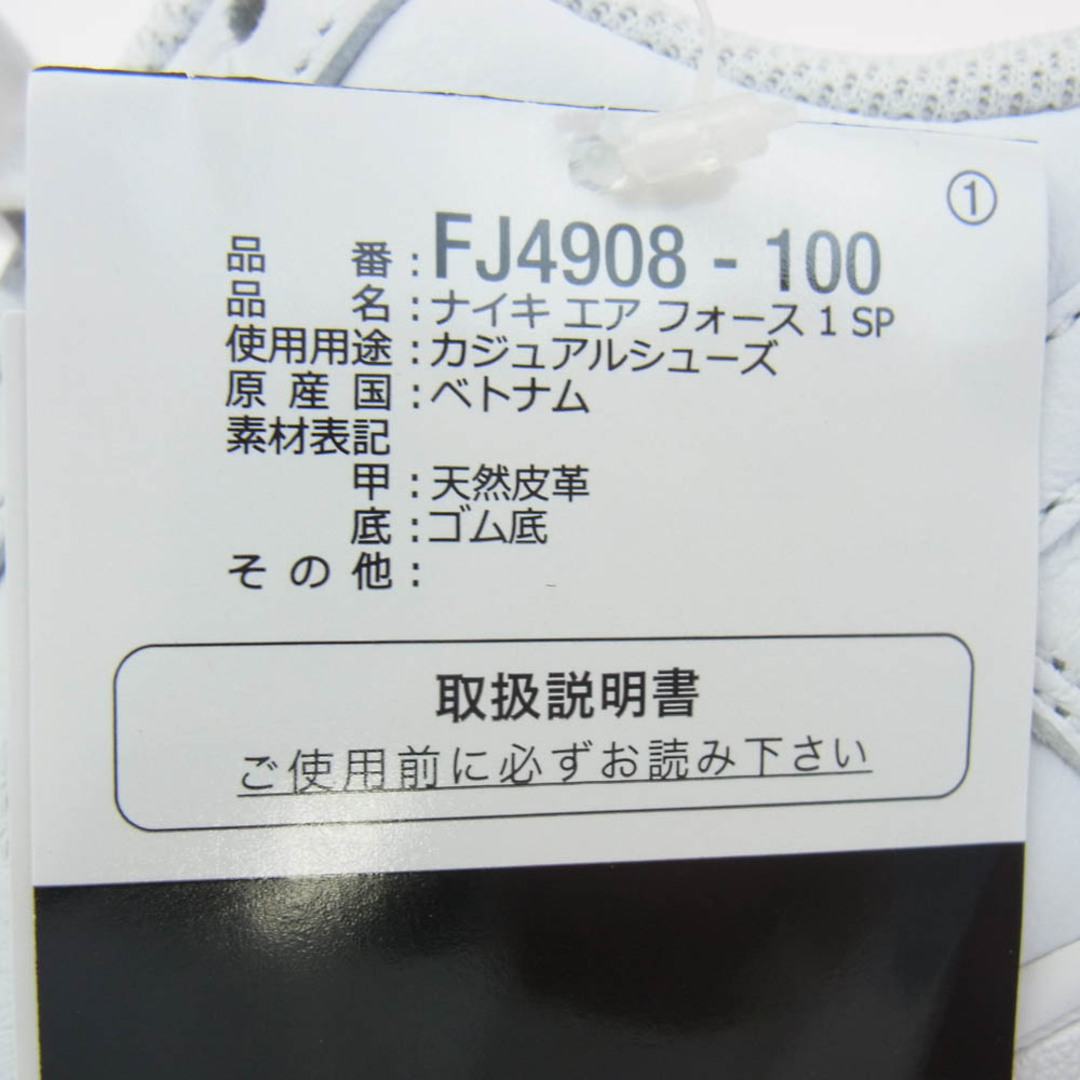 ①
品番:FJ4908-100
品名:ナイキ エア フォース 1 SP
使用用途:カジュアルシューズ
原産国:ベトナム
素材表記
甲:天然皮革
底:ゴム底
その他:
取扱説明書
ご使用前に必ずお読み下さい